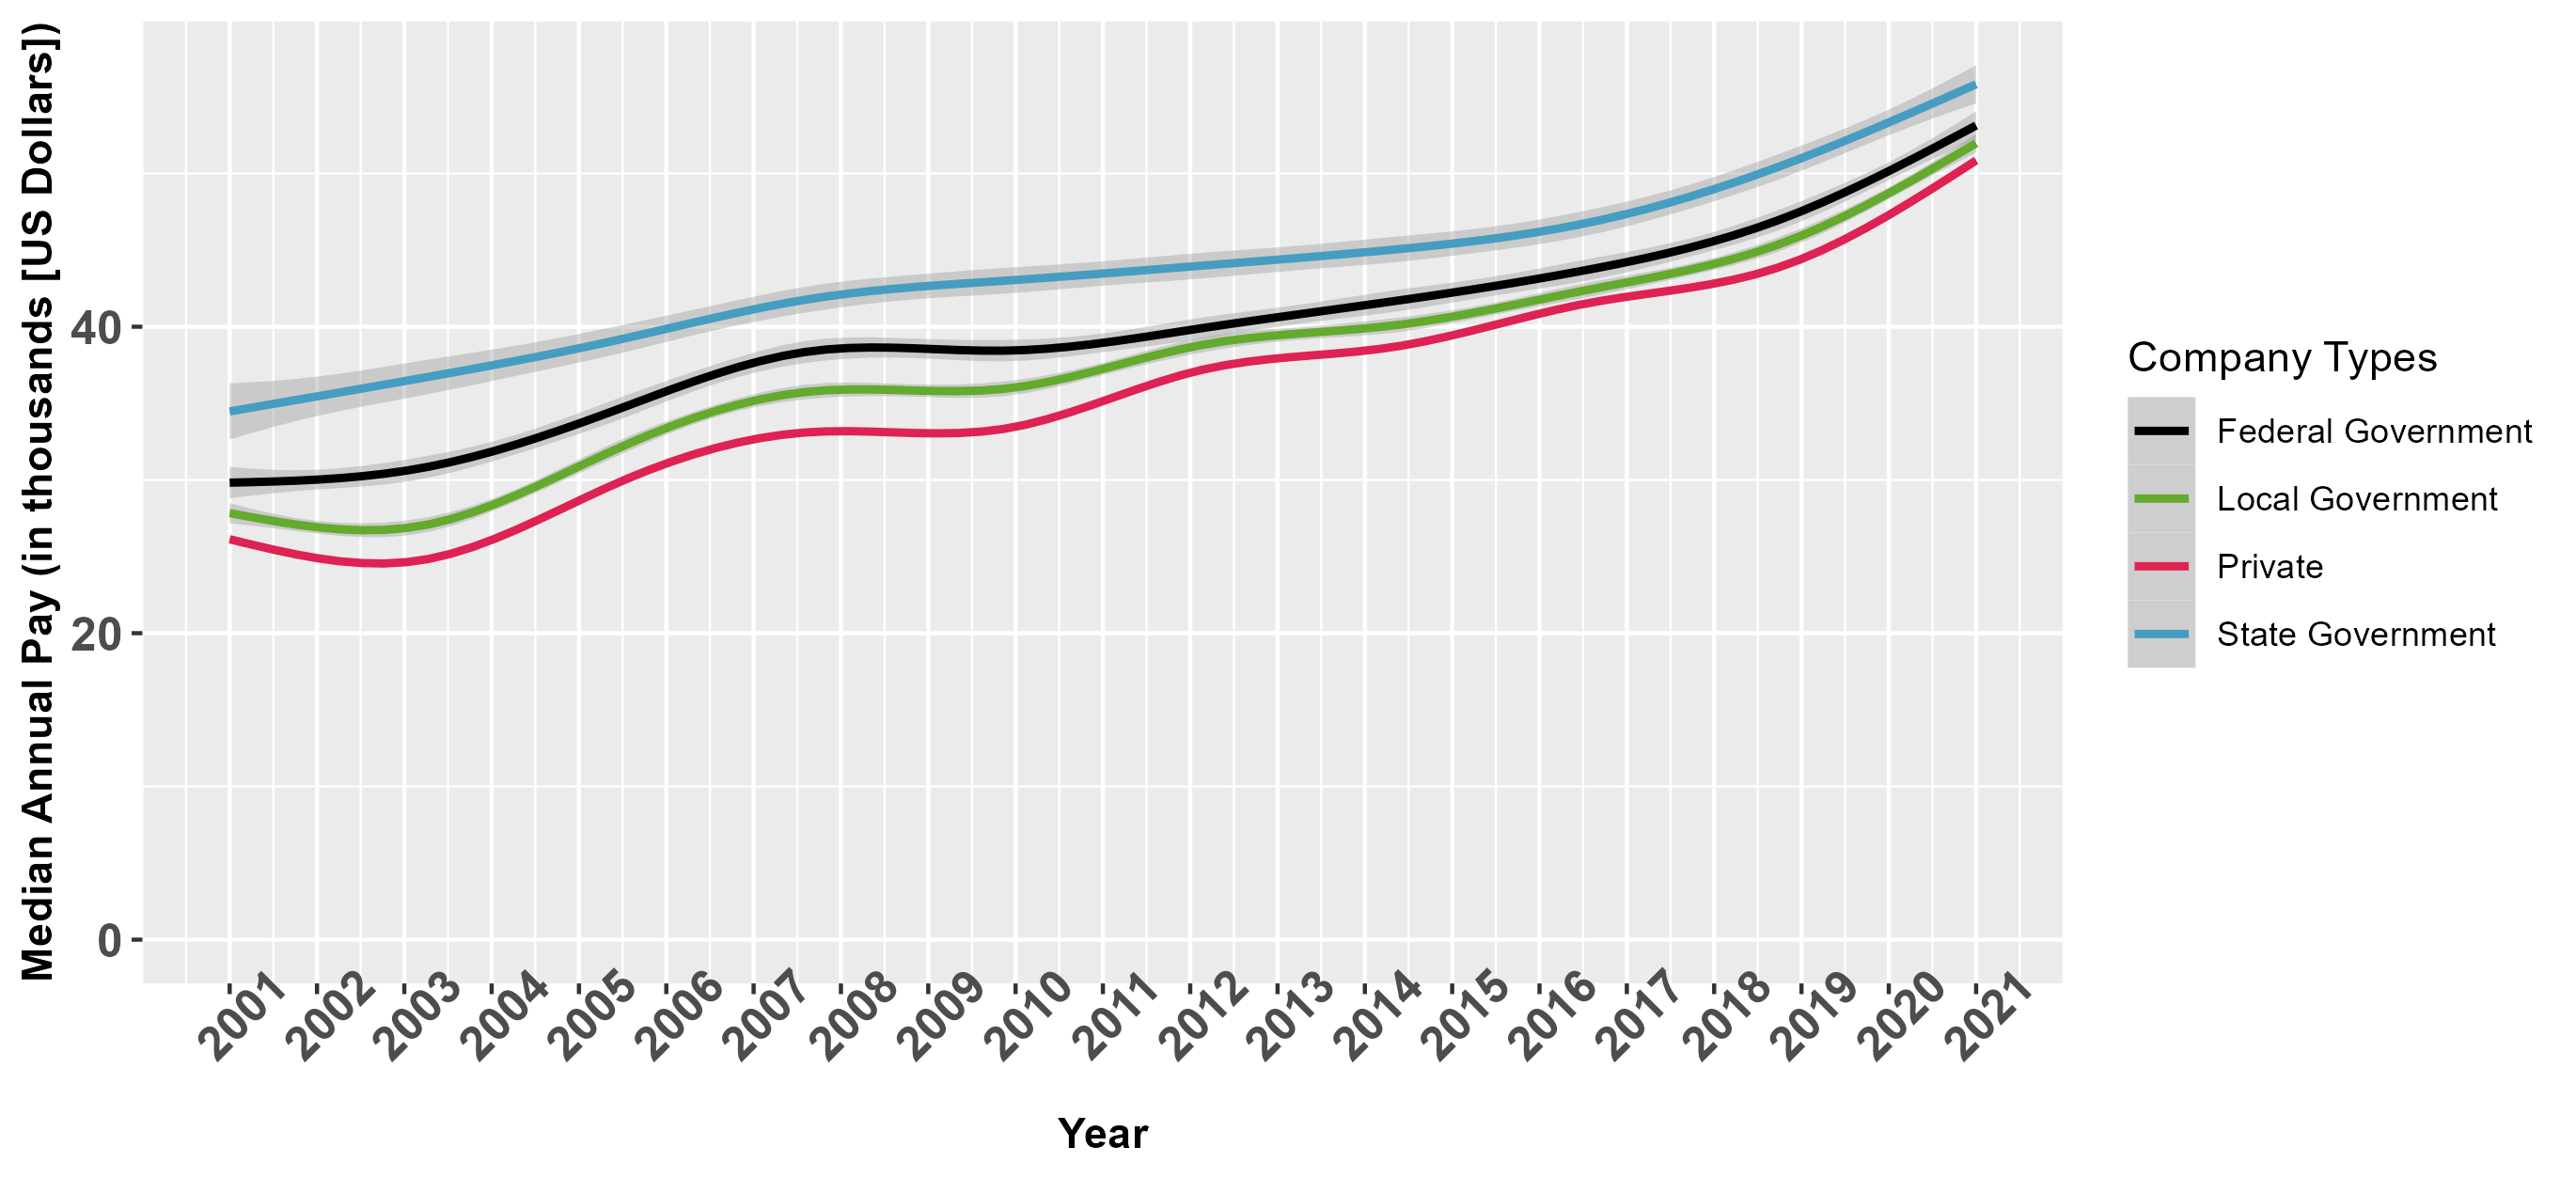 Median Annual Pay (in thousands [US Dollars])
40
20
0
2001 2002 2003 2004 2005 2006 2007 2008 2009 2010 2011 2012 2013 2014 2015 2016 2017 2018 2019 2020 2021
Year
Company Types
Federal Government
Local Government
Private
State Government